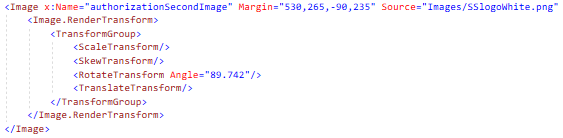 <Image x:Name="authorizationSecondImage" Margin="530,265,-90,235" Source="Images/SSlogoWhite.png"
<Image.RenderTransform>
<TransformGroup>
<ScaleTransform/>
<SkewTransform/>
<RotateTransform Angle="89.742"/>
<TranslateTransform/>
</TransformGroup>
</Image.RenderTransform>
</Image>